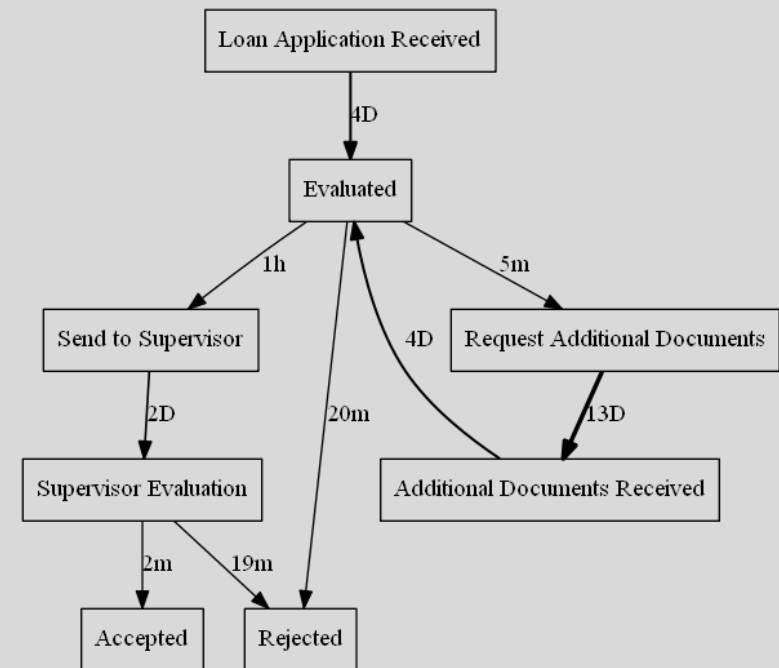 Loan Application Received
4D
Evaluated
1h
5m
Send to Supervisor
4D
Request Additional Documents
2D
20m
13D
Supervisor Evaluation
Additional Documents Received
2m
19m
Accepted
Rejected